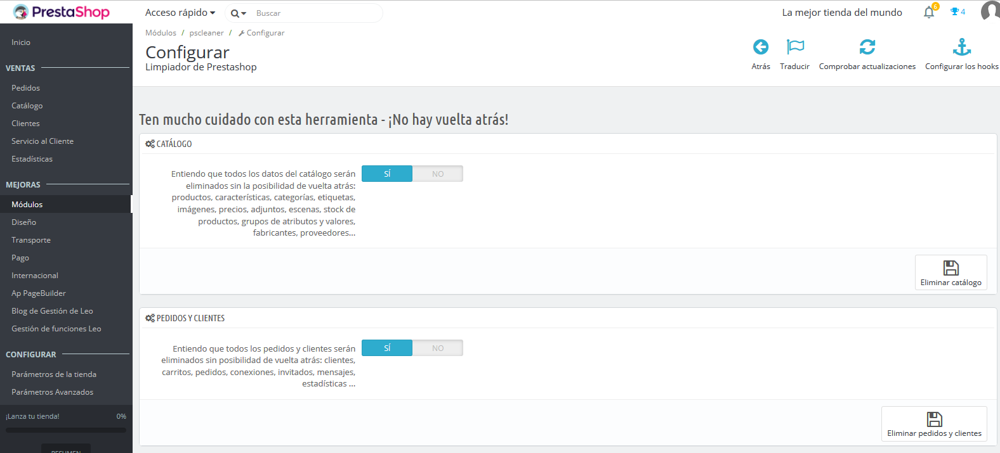 PrestaShop
Acceso rápido
Buscar
La mejor tienda del mundo
6
4
Módulos / pscleaner / Configurar
Configurar
Limpiador de Prestashop
Atrás
Traducir
Comprobar actualizaciones
Configurar los hooks
Inicio
VENTAS
Pedidos
Catálogo
Clientes
Servicio al Cliente
Estadísticas
MEJORAS
Módulos
Diseño
Transporte
Pago
Internacional
Ap PageBuilder
Blog de Gestión de Leo
Gestión de funciones Leo
CONFIGURAR
Parámetros de la tienda
Parámetros Avanzados
¡Lanza tu tienda! 0%
RESUMEN
Ten mucho cuidado con esta herramienta - ¡No hay vuelta atrás!
CATÁLOGO
Entiendo que todos los datos del catálogo serán
eliminados sin la posibilidad de vuelta atrás:
productos, características, categorías, etiquetas,
imágenes, precios, adjuntos, escenas, stock de
productos, grupos de atributos y valores,
fabricantes, proveedores...
SÍ NO
Eliminar catálogo
PEDIDOS Y CLIENTES
Entiendo que todos los pedidos y clientes serán
eliminados sin posibilidad de vuelta atrás: clientes,
carritos, pedidos, conexiones, invitados, mensajes,
estadísticas ...
SÍ NO
Eliminar pedidos y clientes